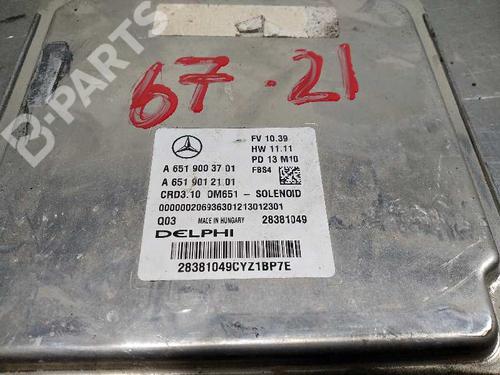 B-PARTS
67-21
FV 10.39
HW 11.11
A 651 900 37 01 PD 13 M10
A 651 901 21 01 FBS4
CRD3.10 OM651 - SOLENOID
000000206936301213012301
Q03 MADE IN HUNGARY 28381049
DELPHI
28381049CYZ1BP7E